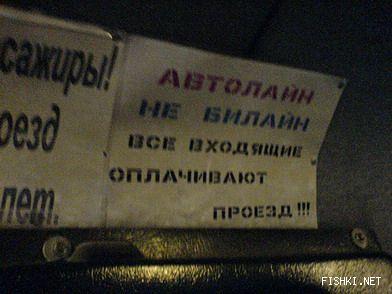 сажиры!
оезд
лет.
АВТОЛАЙН
НЕ БИЛАЙН
ВСЕ ВХОДЯЩИЕ
ОПЛАЧИВАЮТ
ПРОЕЗД!!!
FISHKI.NET